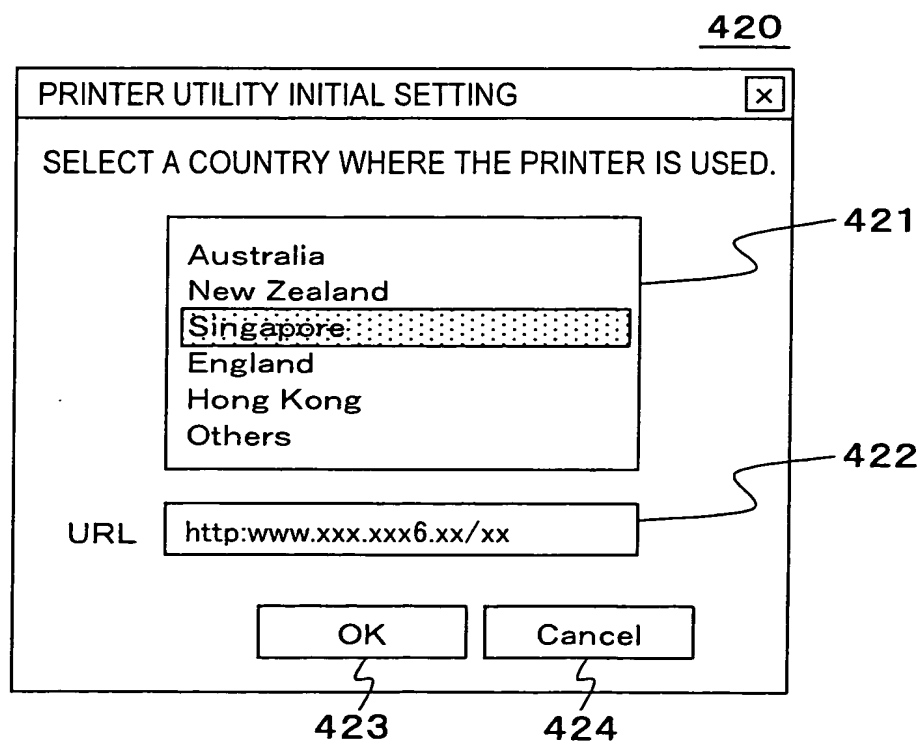 420
PRINTER UTILITY INITIAL SETTING ×
SELECT A COUNTRY WHERE THE PRINTER IS USED.
421
Australia
New Zealand
Singapore
England
Hong Kong
Others
422
URL http:www.xxx.xxx6.xx/xx
OK Cancel
423 424